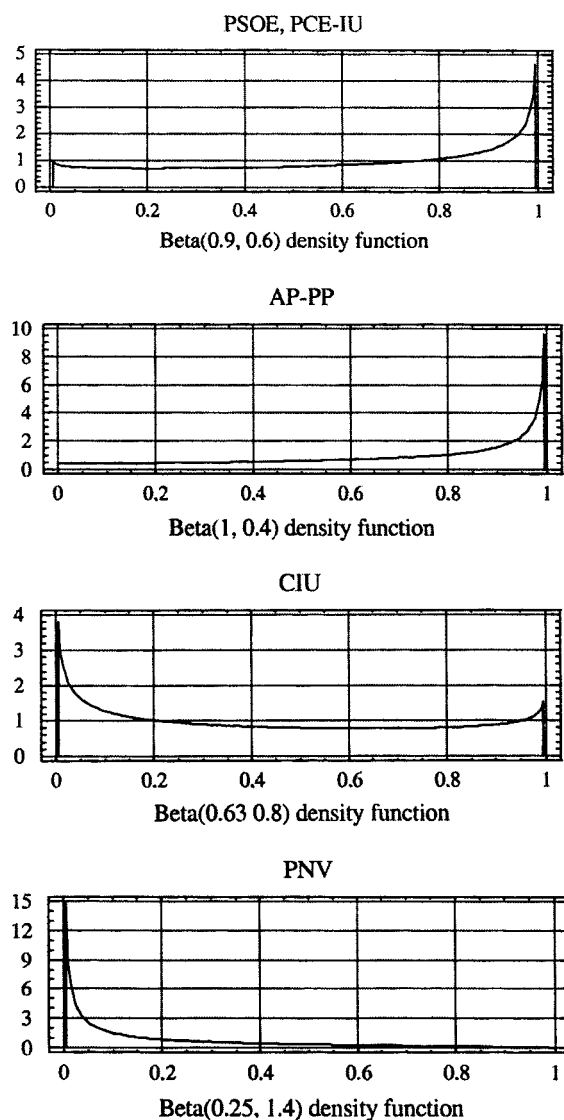 PSOE, PCE-IU
5
4
3
2
1
0
0 0.2 0.4 0.6 0.8 1
Beta(0.9, 0.6) density function
AP-PP
10
8
6
4
2
0
0 0.2 0.4 0.6 0.8 1
Beta(1, 0.4) density function
CIU
4
3
2
1
0
0 0.2 0.4 0.6 0.8 1
Beta(0.63 0.8) density function
PNV
15
12
9
6
3
0
0 0.2 0.4 0.6 0.8 1
Beta(0.25, 1.4) density function